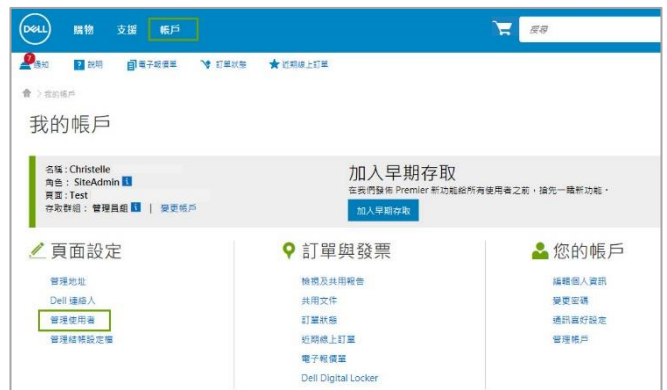 DELL 購物 支援 帳戶 搜尋
7 通知 ? 說明 電子報價單 訂單狀態 近期線上訂單
> 我的帳戶
我的帳戶
名稱 : Christelle
角色 : SiteAdmin i
頁面 : Test
存取群組 : 管理員組 i | 變更帳戶
加入早期存取
在我們發佈 Premier 新功能給所有使用者之前，搶先一睹新功能。
加入早期存取
頁面設定
管理地址
Dell 連絡人
管理使用者
管理結帳設定檔
訂單與發票
檢視及共用報告
共用文件
訂單狀態
近期線上訂單
電子報價單
Dell Digital Locker
您的帳戶
編輯個人資訊
變更密碼
通訊喜好設定
管理帳戶